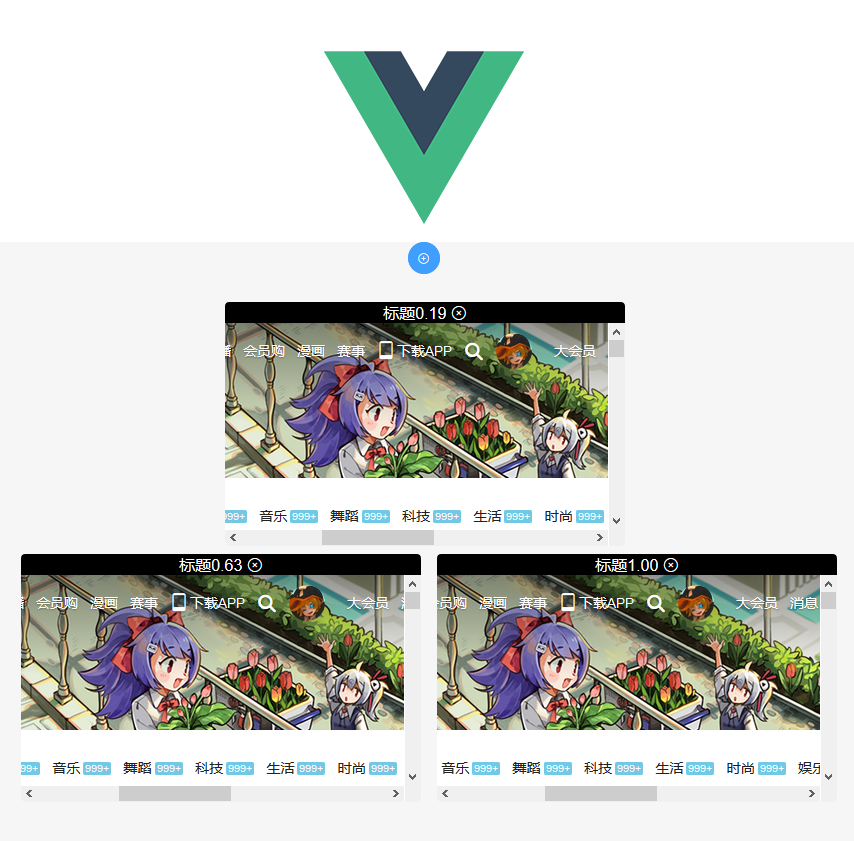 标题0.19
会员购 漫画 赛事 下载APP 大会员
999+ 音乐 999+ 舞蹈 999+ 科技 999+ 生活 999+ 时尚 999+
标题0.63
会员购 漫画 赛事 下载APP 大会员
99+ 音乐 999+ 舞蹈 999+ 科技 999+ 生活 999+ 时尚 999+
标题1.00
员购 漫画 赛事 下载APP 大会员 消息
音乐 999+ 舞蹈 999+ 科技 999+ 生活 999+ 时尚 999+ 娱乐